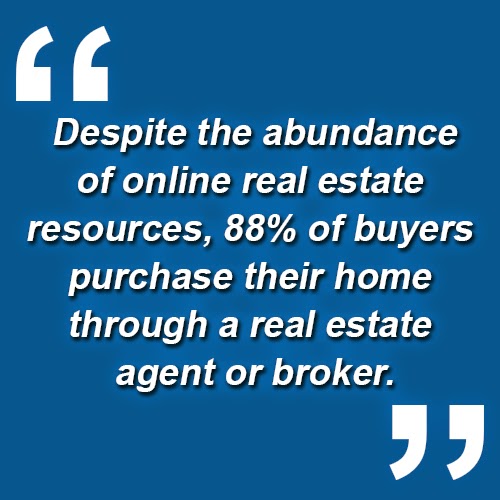 “
Despite the abundance
of online real estate
resources, 88% of buyers
purchase their home
through a real estate
agent or broker.
”